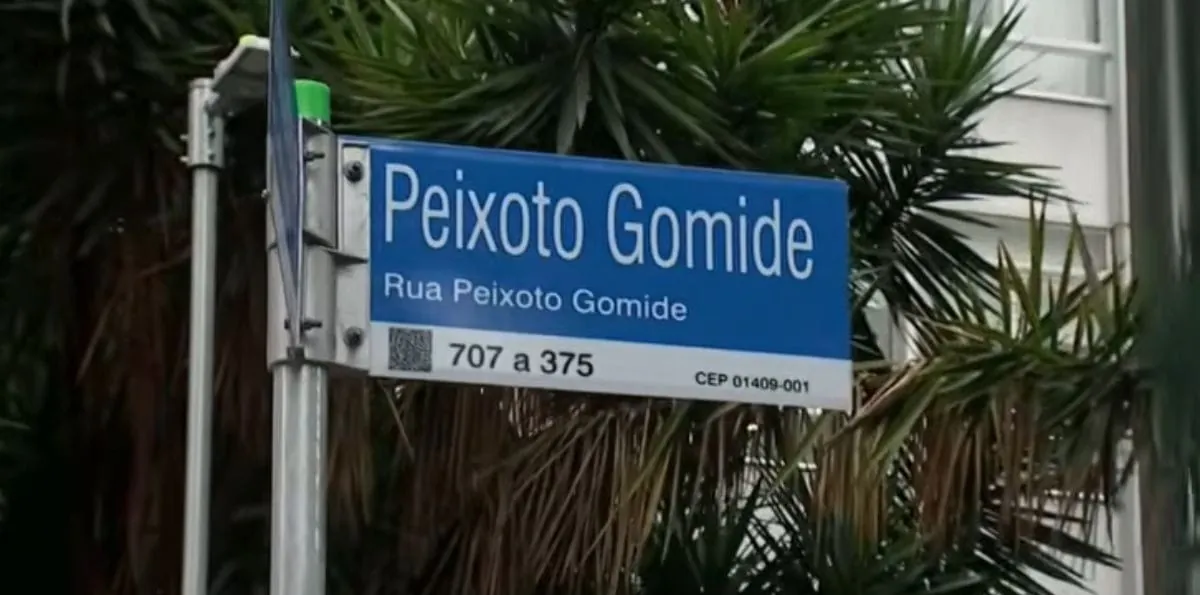 Peixoto Gomide
Rua Peixoto Gomide
707 a 375
CEP 01409-001